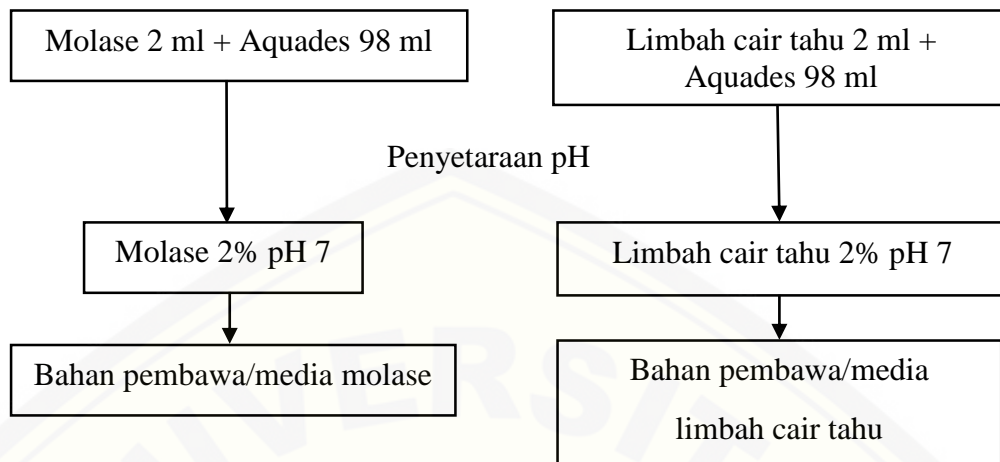 Molase 2 ml + Aquades 98 ml
Limbah cair tahu 2 ml +
Aquades 98 ml
Penyetaraan pH
Molase 2% pH 7
Limbah cair tahu 2% pH 7
Bahan pembawa/media molase
Bahan pembawa/media
limbah cair tahu